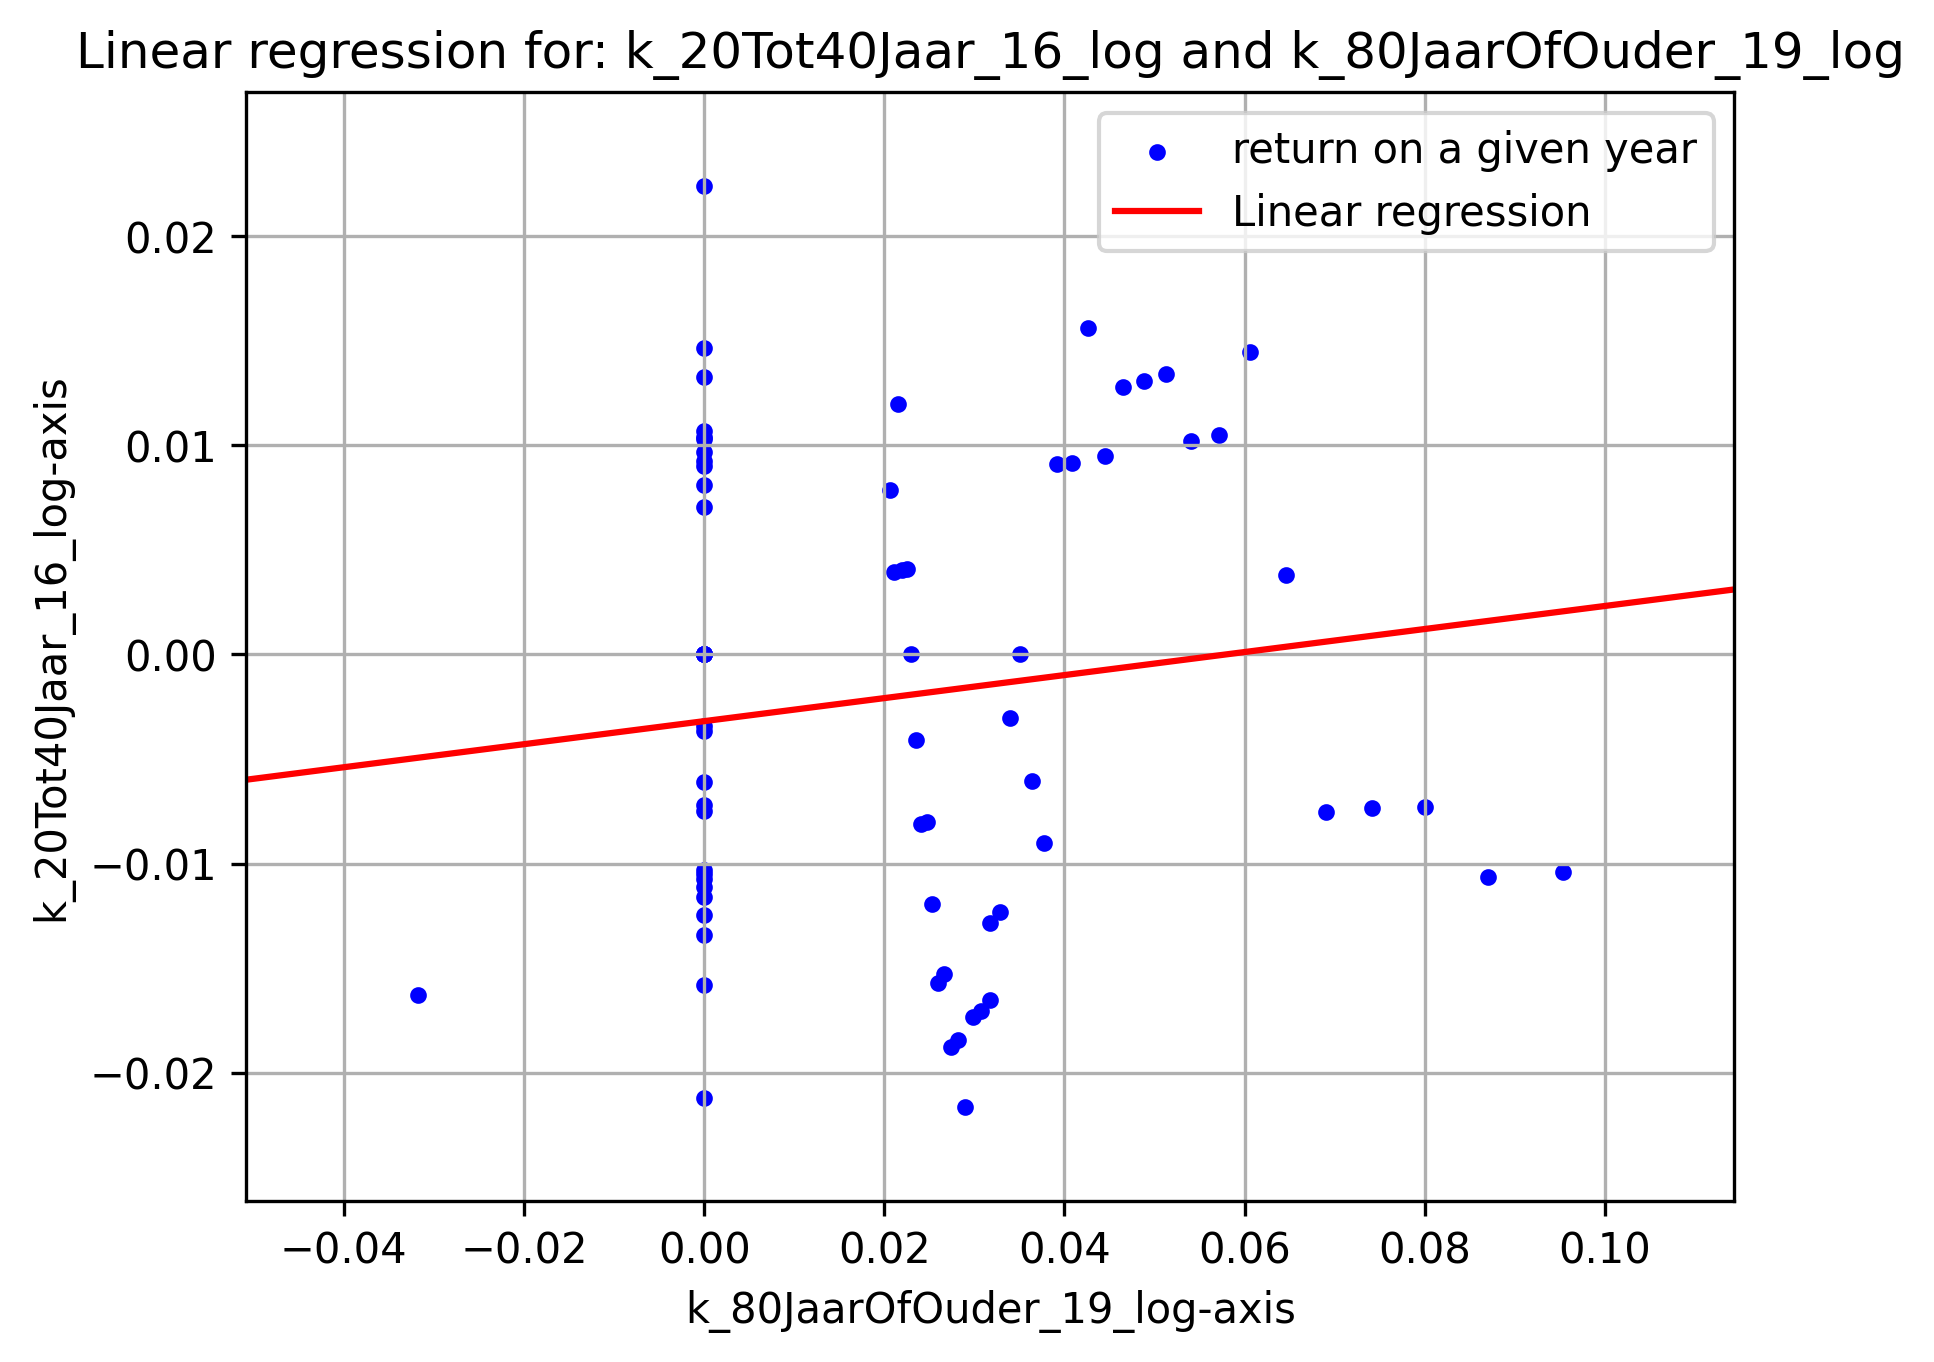 Linear regression for: k_20Tot40Jaar_16_log and k_80JaarOfOuder_19_log
return on a given year
Linear regression
0.02
0.01
0.00
−0.01
−0.02
k_20Tot40Jaar_16_log-axis
−0.04 −0.02 0.00 0.02 0.04 0.06 0.08 0.10
k_80JaarOfOuder_19_log-axis